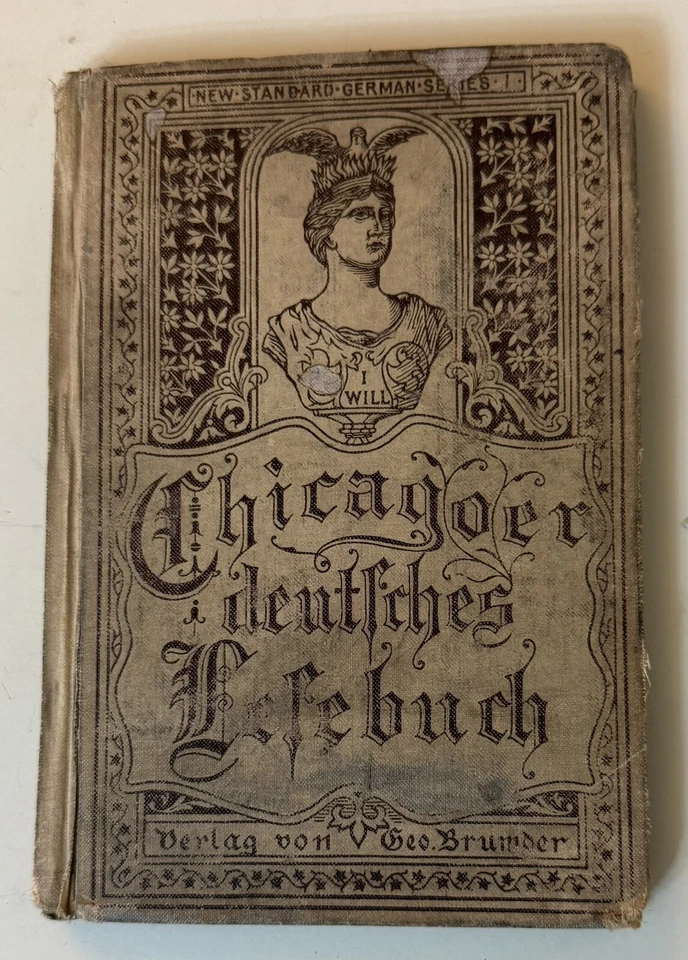 NEW·STANDARD·GERMAN·SERIES·I·
I
WILL
Chicagoer
deutſches
Leſebuch
Verlag von Geo. Brumder